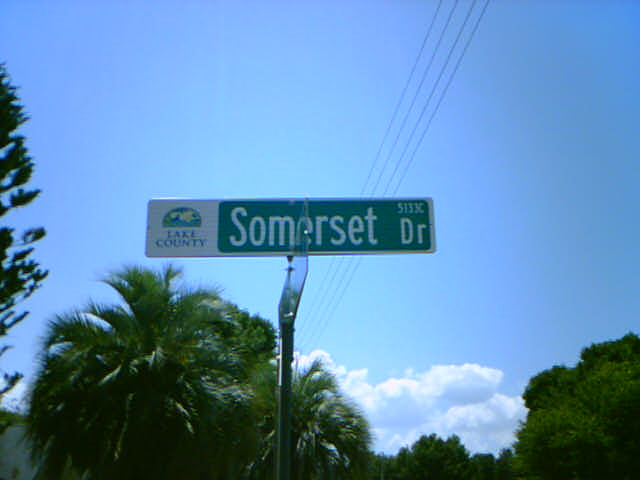 LAKE
COUNTY
Somerset Dr
5133C